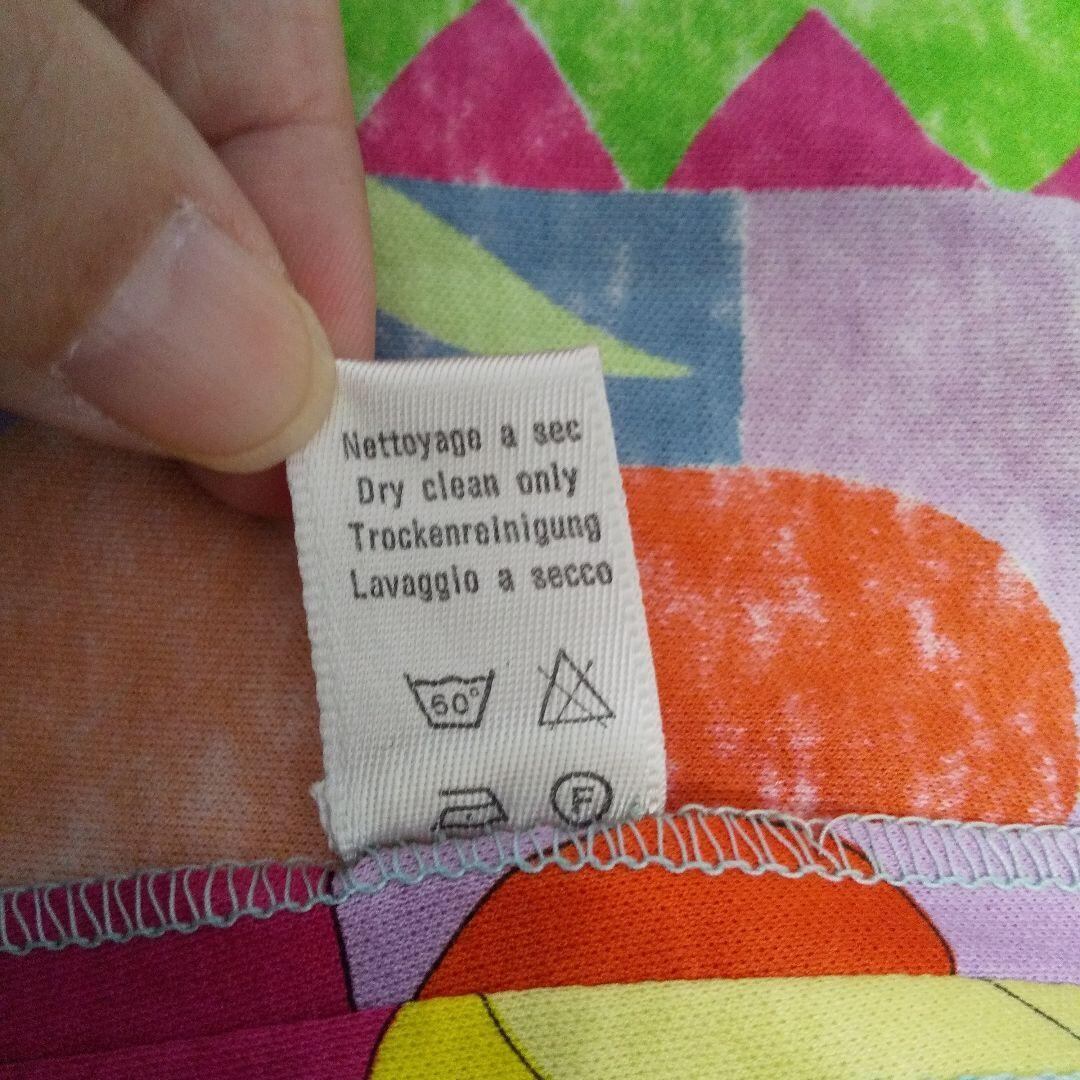 Nettoyage a sec
Dry clean only
Trockenreinigung
Lavaggio a secco
60°
F